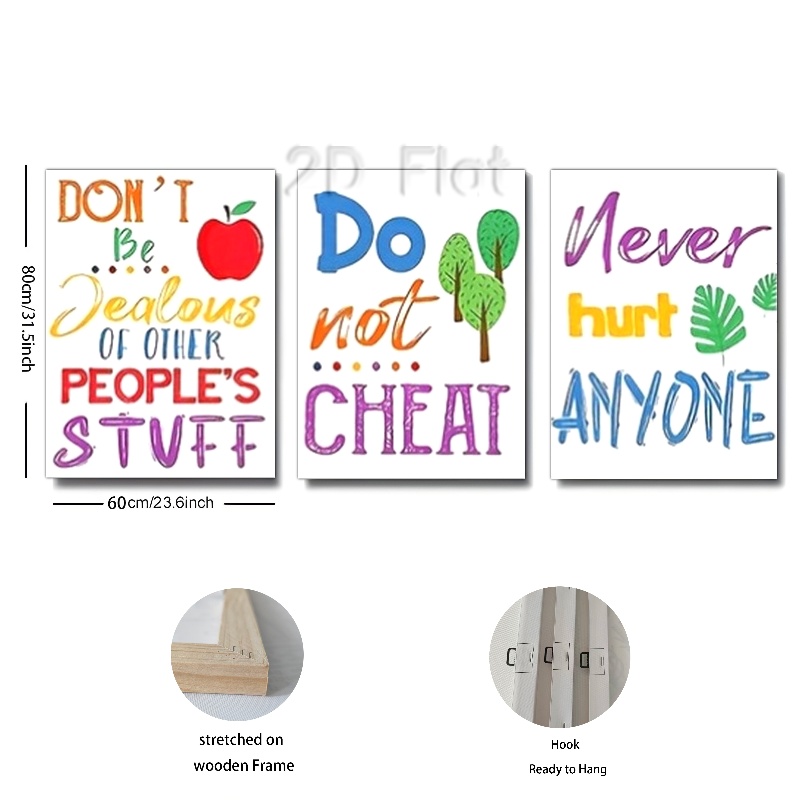 2D Flat
DON'T
Be
Jealous
OF OTHER
PEOPLE'S
STUFF
Do
not
CHEAT
Never
hurt
ANYONE
80cm/31.5inch
60cm/23.6inch
stretched on
wooden Frame
Hook
Ready to Hang